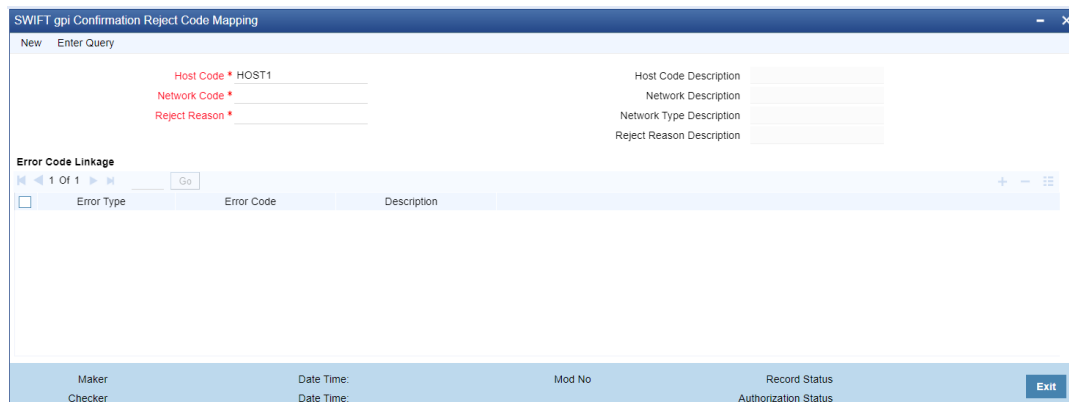 SWIFT gpi Confirmation Reject Code Mapping
New Enter Query
Host Code * HOST1 Host Code Description
Network Code * Network Description
Reject Reason * Network Type Description
Reject Reason Description
Error Code Linkage
1 Of 1 Go
Error Type Error Code Description
Maker Date Time: Mod No Record Status
Exit
Checker Date Time: Authorization Status